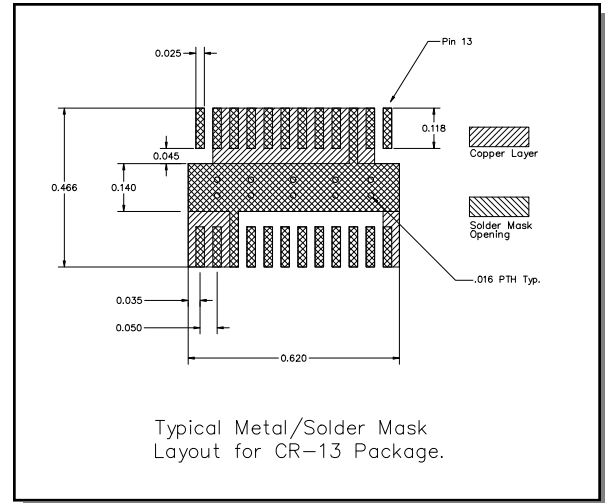 Pin 13
0.025
0.118
0.045
Copper Layer
0.466
0.140
Solder Mask
Opening
.016 PTH Typ.
0.035
0.050
0.620
Typical Metal/Solder Mask
Layout for CR-13 Package.